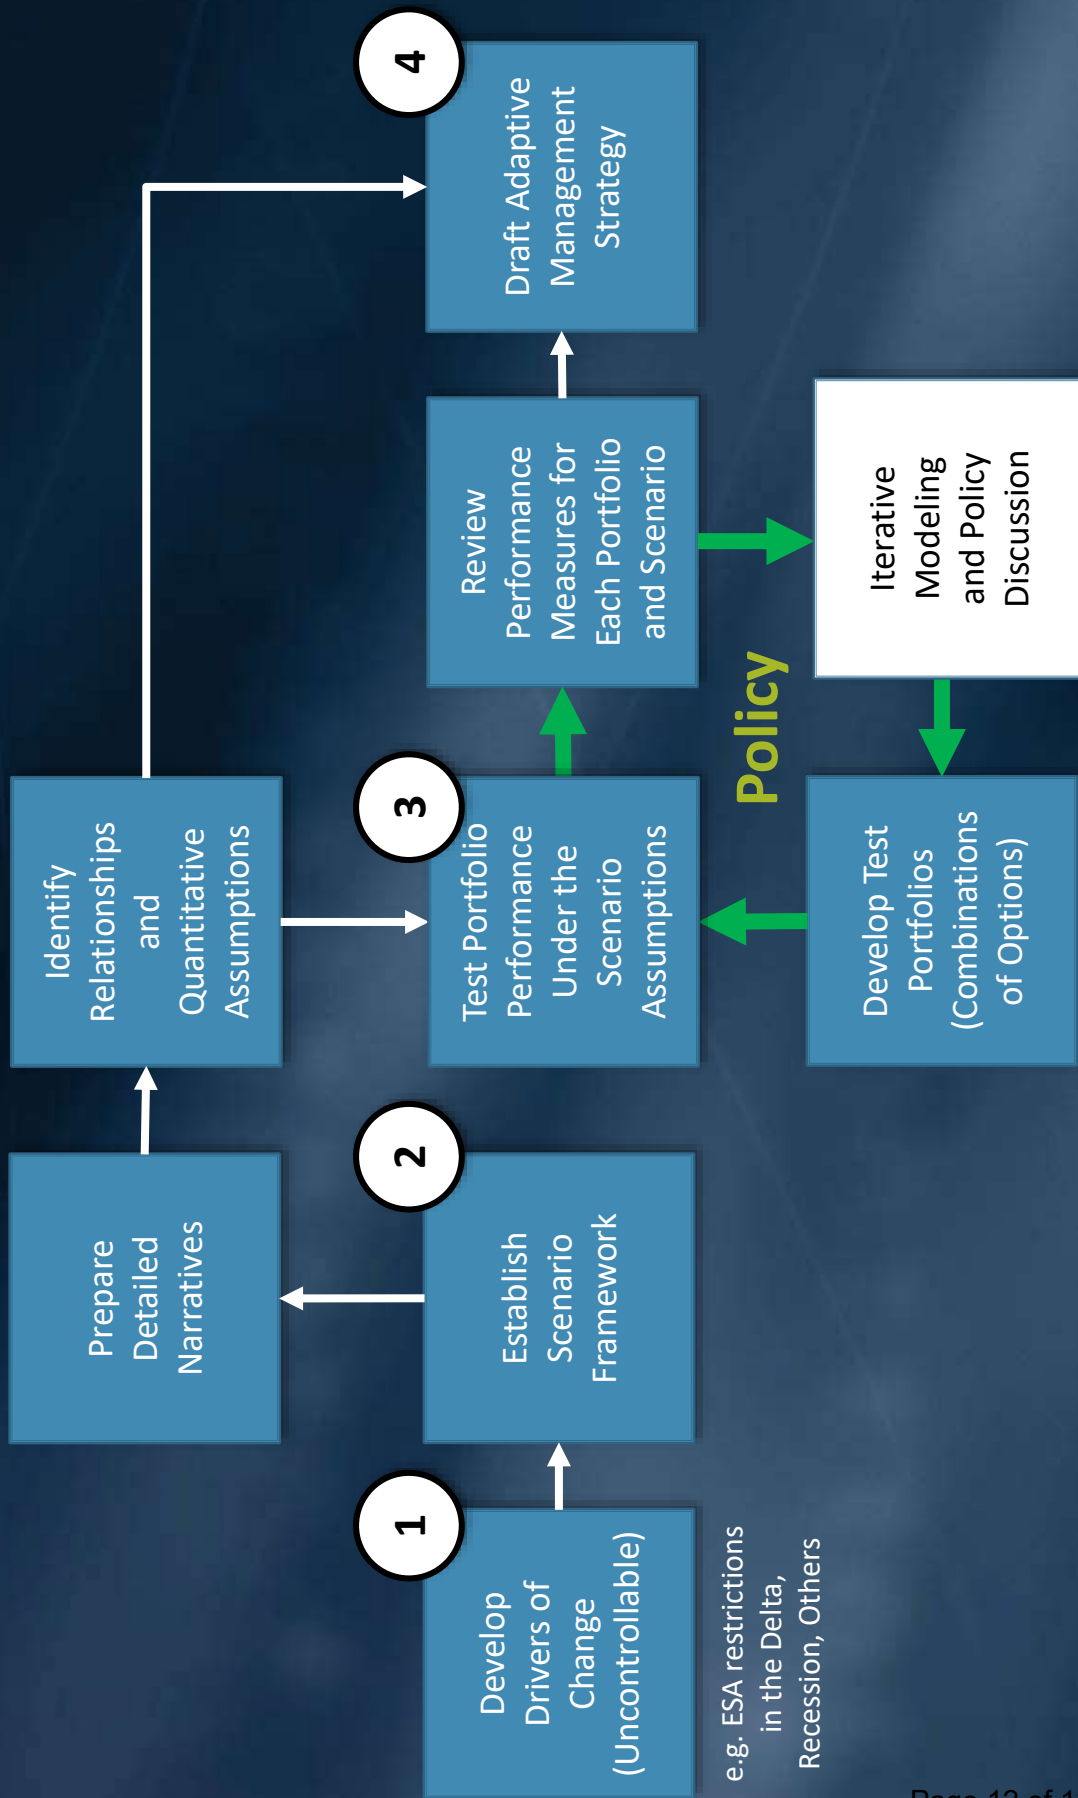 Prepare
Detailed
Narratives
Identify
Relationships
and
Quantitative
Assumptions
1
Develop
Drivers of
Change
(Uncontrollable)
e.g. ESA restrictions
in the Delta,
Recession, Others
2
Establish
Scenario
Framework
3
Test Portfolio
Performance
Under the
Scenario
Assumptions
Review
Performance
Measures for
Each Portfolio
and Scenario
4
Draft Adaptive
Management
Strategy
Policy
Develop Test
Portfolios
(Combinations
of Options)
Iterative
Modeling
and Policy
Discussion